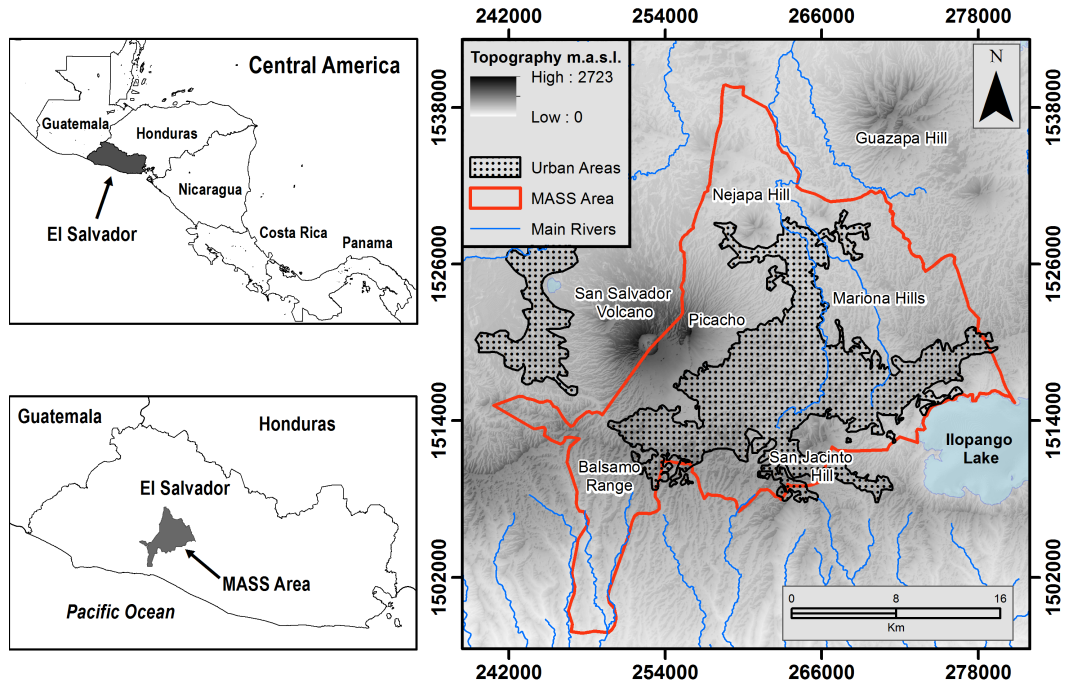 Central America
Guatemala
Honduras
Nicaragua
El Salvador
Costa Rica
Panama
Guatemala
Honduras
El Salvador
MASS Area
Pacific Ocean
242000
254000
266000
278000
Topography m.a.s.l.
High : 2723
Low : 0
Urban Areas
MASS Area
Main Rivers
N
Guazapa Hill
Nejapa Hill
San Salvador
Volcano
Picacho
Mariona Hills
Ilopango
Lake
San Jacinto
Hill
Balsamo
Range
0
8
16
Km
1538000
1526000
1514000
1502000
1538000
1526000
1514000
1502000
242000
254000
266000
278000